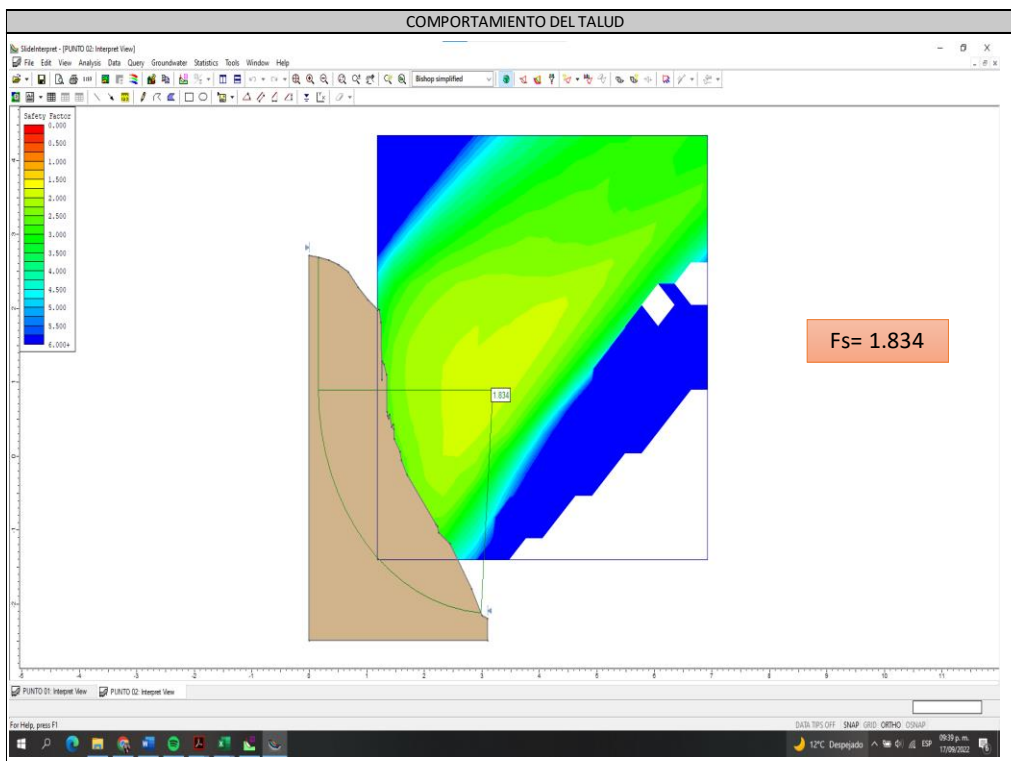 COMPORTAMIENTO DEL TALUD
SlideInterpret - [PUNTO 02: Interpret View]
File Edit View Analysis Data Query Groundwater Statistics Tools Window Help
Bishop simplified
Safety Factor
0.000
0.500
1.000
1.500
2.000
2.500
3.000
3.500
4.000
4.500
5.000
5.500
6.000+
1.834
Fs= 1.834
PUNTO 01: Interpret View PUNTO 02: Interpret View
For Help, press F1
DATA TIPS OFF SNAP GRID ORTHO OSNAP
12°C Despejado ESP 09:39 p. m.
17/09/2022